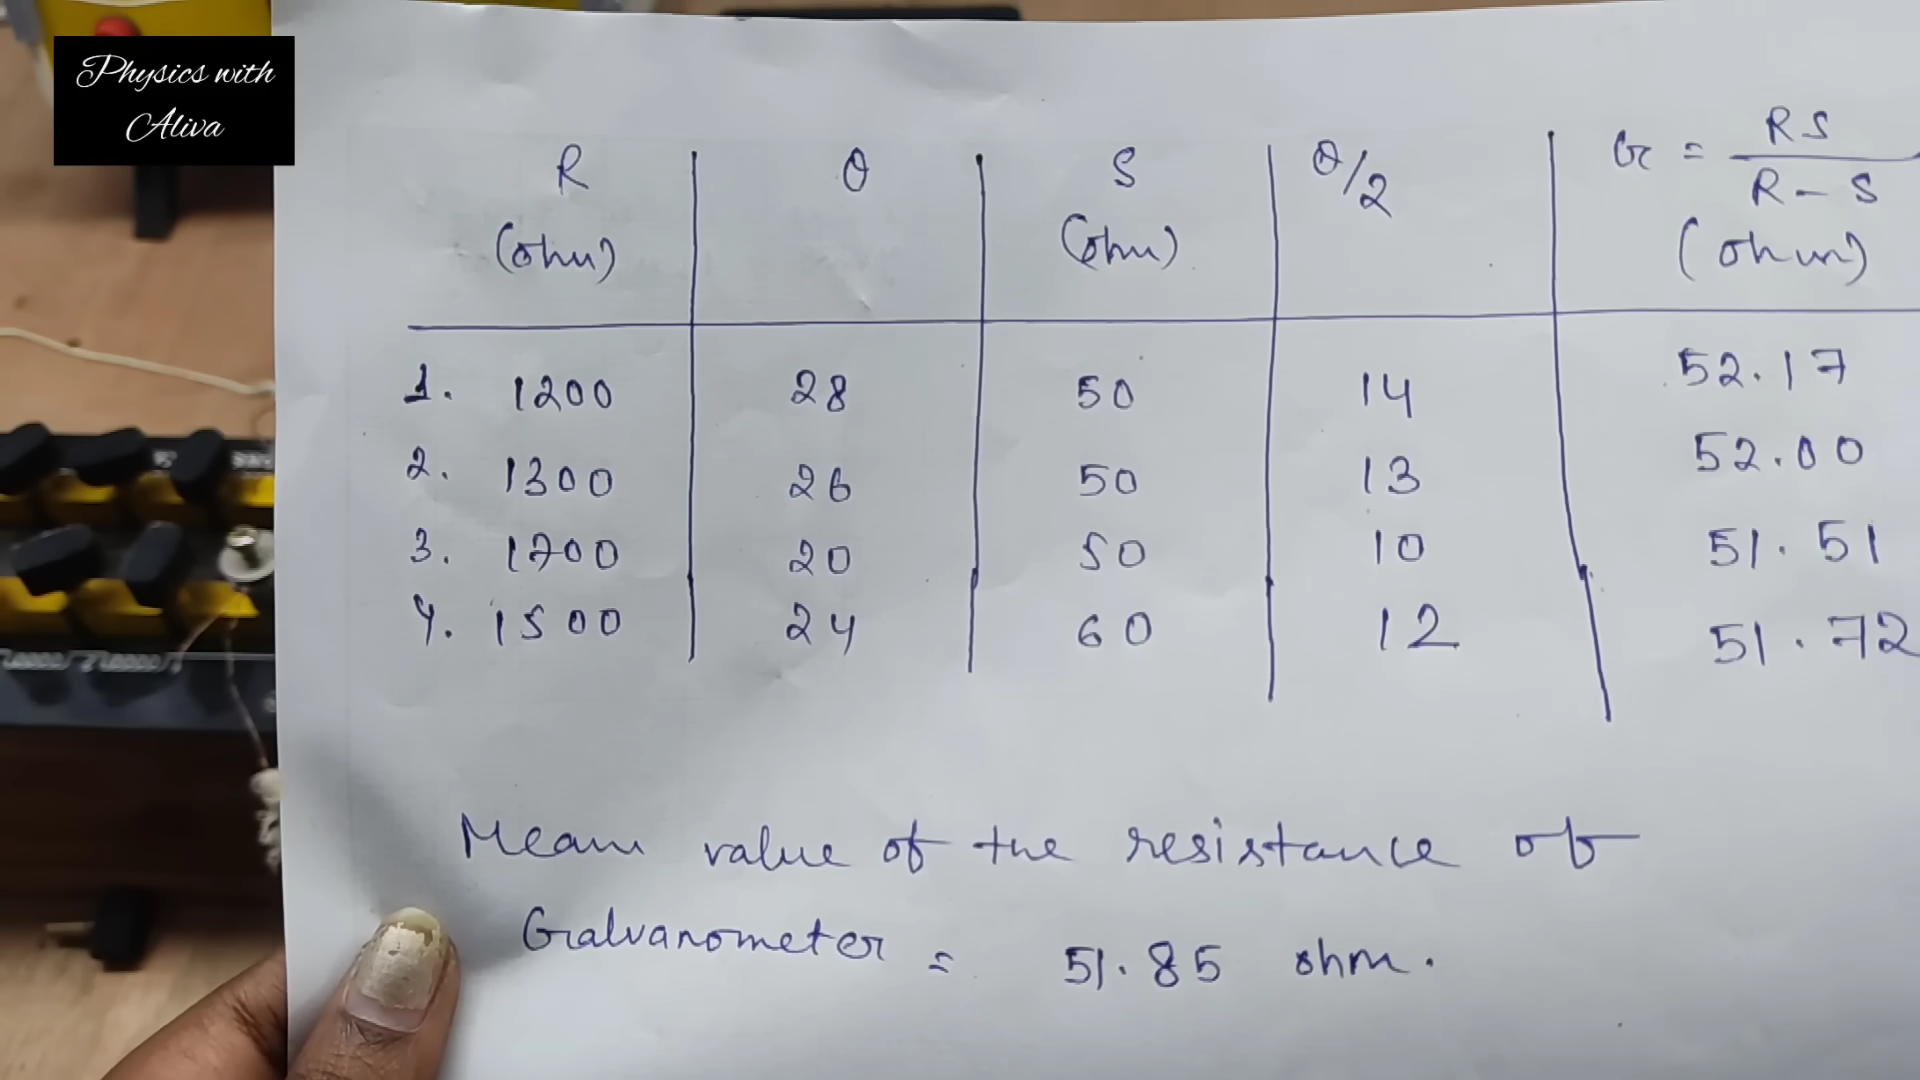 Physics with
Aliva
R θ S θ/2 G = RS / R - S
(ohm) (ohm) (ohm)
1. 1200 28 50 14 52.17
2. 1300 26 50 13 52.00
3. 1700 20 50 10 51.51
4. 1500 24 60 12 51.72
Mean value of the resistance of
Galvanometer = 51.85 ohm.